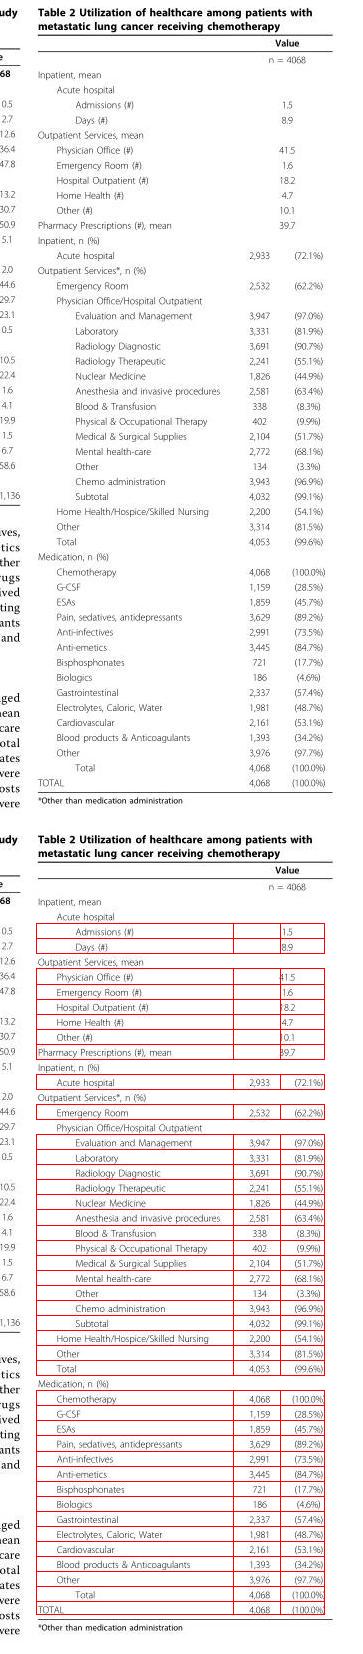 udy
Table 2 Utilization of healthcare among patients with
metastatic lung cancer receiving chemotherapy
e
Value
68
n = 4068
Inpatient, mean
Acute hospital
0.5
Admissions (#) 1.5
2.7
Days (#) 8.9
12.6
Outpatient Services, mean
36.4
Physician Office (#) 41.5
47.8
Emergency Room (#) 1.6
Hospital Outpatient (#) 18.2
13.2
Home Health (#) 4.7
30.7
Other (#) 10.1
50.9
Pharmacy Prescriptions (#), mean 39.7
5.1
Inpatient, n (%)
Acute hospital 2,933 (72.1%)
2.0
Outpatient Services*, n (%)
44.6
Emergency Room 2,532 (62.2%)
29.7
Physician Office/Hospital Outpatient
23.1
Evaluation and Management 3,947 (97.0%)
0.5
Laboratory 3,331 (81.9%)
Radiology Diagnostic 3,691 (90.7%)
10.5
Radiology Therapeutic 2,241 (55.1%)
22.4
Nuclear Medicine 1,826 (44.9%)
1.6
Anesthesia and invasive procedures 2,581 (63.4%)
4.1
Blood & Transfusion 338 (8.3%)
19.9
Physical & Occupational Therapy 402 (9.9%)
1.5
Medical & Surgical Supplies 2,104 (51.7%)
6.7
Mental health-care 2,772 (68.1%)
58.6
Other 134 (3.3%)
Chemo administration 3,943 (96.9%)
1,136
Subtotal 4,032 (99.1%)
Home Health/Hospice/Skilled Nursing 2,200 (54.1%)
ves,
Other 3,314 (81.5%)
etics
Total 4,053 (99.6%)
ther
Medication, n (%)
rugs
Chemotherapy 4,068 (100.0%)
ived
G-CSF 1,159 (28.5%)
ting
ESAs 1,859 (45.7%)
ants
Pain, sedatives, antidepressants 3,629 (89.2%)
and
Anti-infectives 2,991 (73.5%)
Anti-emetics 3,445 (84.7%)
Bisphosphonates 721 (17.7%)
Biologics 186 (4.6%)
ged
Gastrointestinal 2,337 (57.4%)
nean
Electrolytes, Caloric, Water 1,981 (48.7%)
care
Cardiovascular 2,161 (53.1%)
otal
Blood products & Anticoagulants 1,393 (34.2%)
ates
Other 3,976 (97.7%)
were
Total 4,068 (100.0%)
osts
TOTAL 4,068 (100.0%)
were
*Other than medication administration
udy
Table 2 Utilization of healthcare among patients with
metastatic lung cancer receiving chemotherapy
e
Value
68
n = 4068
Inpatient, mean
Acute hospital
0.5
Admissions (#) 1.5
2.7
Days (#) 8.9
12.6
Outpatient Services, mean
36.4
Physician Office (#) 41.5
47.8
Emergency Room (#) 1.6
Hospital Outpatient (#) 18.2
13.2
Home Health (#) 4.7
30.7
Other (#) 10.1
50.9
Pharmacy Prescriptions (#), mean 39.7
5.1
Inpatient, n (%)
Acute hospital 2,933 (72.1%)
2.0
Outpatient Services*, n (%)
44.6
Emergency Room 2,532 (62.2%)
29.7
Physician Office/Hospital Outpatient
23.1
Evaluation and Management 3,947 (97.0%)
0.5
Laboratory 3,331 (81.9%)
Radiology Diagnostic 3,691 (90.7%)
10.5
Radiology Therapeutic 2,241 (55.1%)
22.4
Nuclear Medicine 1,826 (44.9%)
1.6
Anesthesia and invasive procedures 2,581 (63.4%)
4.1
Blood & Transfusion 338 (8.3%)
19.9
Physical & Occupational Therapy 402 (9.9%)
1.5
Medical & Surgical Supplies 2,104 (51.7%)
6.7
Mental health-care 2,772 (68.1%)
58.6
Other 134 (3.3%)
Chemo administration 3,943 (96.9%)
1,136
Subtotal 4,032 (99.1%)
Home Health/Hospice/Skilled Nursing 2,200 (54.1%)
ves,
Other 3,314 (81.5%)
etics
Total 4,053 (99.6%)
ther
Medication, n (%)
rugs
Chemotherapy 4,068 (100.0%
ived
G-CSF 1,159 (28.5%)
ting
ESAs 1,859 (45.7%)
ants
Pain, sedatives, antidepressants 3,629 (89.2%)
and
Anti-infectives 2,991 (73.5%)
Anti-emetics 3,445 (84.7%)
Bisphosphonates 721 (17.7%)
Biologics 186 (4.6%)
ged
Gastrointestinal 2,337 (57.4%)
nean
Electrolytes, Caloric, Water 1,981 (48.7%)
care
Cardiovascular 2,161 (53.1%)
otal
Blood products & Anticoagulants 1,393 (34.2%)
ates
Other 3,976 (97.7%)
were
Total 4,068 (100.0%
osts
TOTAL 4,068 (100.0%
were
*Other than medication administration